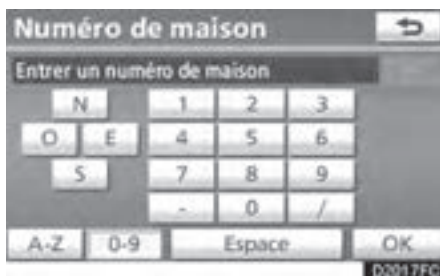 Numéro de maison
Entrer un numéro de maison
N 1 2 3
O E 4 5 6
S 7 8 9
- 0 /
A-Z 0-9 Espace OK
D2017FC